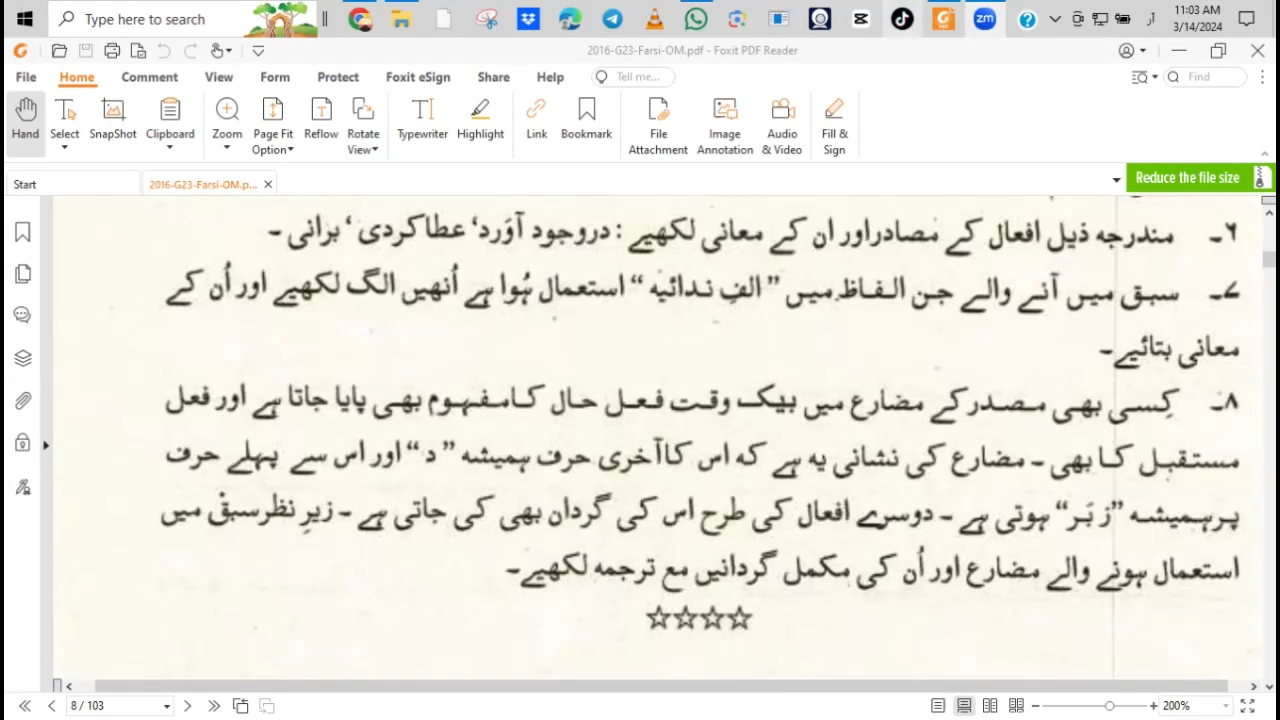 Type here to search
11:03 AM
3/14/2024
2016-G23-Farsi-OM.pdf - Foxit PDF Reader
File Home Comment View Form Protect Foxit eSign Share Help Tell me... Find
Hand Select SnapShot Clipboard Zoom Page Fit Option Reflow Rotate View Typewriter Highlight Link Bookmark File Attachment Image Annotation Audio & Video Fill & Sign
Start 2016-G23-Farsi-OM.p... Reduce the file size
۶۔ مندرجہ ذیل افعال کے مصادر اور ان کے معانی لکھیے : در وجود آوَرد‘ عطا کردی‘ برانی ۔
۷۔ سبق میں آنے والے جن الفاظ میں ”الفِ ندائیہ“ استعمال ہُوا ہے اُنھیں الگ لکھیے اور اُن کے
معانی بتائیے۔
۸۔ کِسی بھی مصدر کے مضارع میں بیک وقت فعل حال کا مفہوم بھی پایا جاتا ہے اور فعل
مستقبل کا بھی ۔ مضارع کی نشانی یہ ہے کہ اس کا آخری حرف ہمیشہ ”د“ اور اس سے پہلے حرف
پر ہمیشہ ”زبَر“ ہوتی ہے ۔ دوسرے افعال کی طرح اس کی گردان بھی کی جاتی ہے ۔ زیرِ نظر سبق میں
استعمال ہونے والے مضارع اور اُن کی مکمل گردانیں مع ترجمہ لکھیے۔
8 / 103
200%